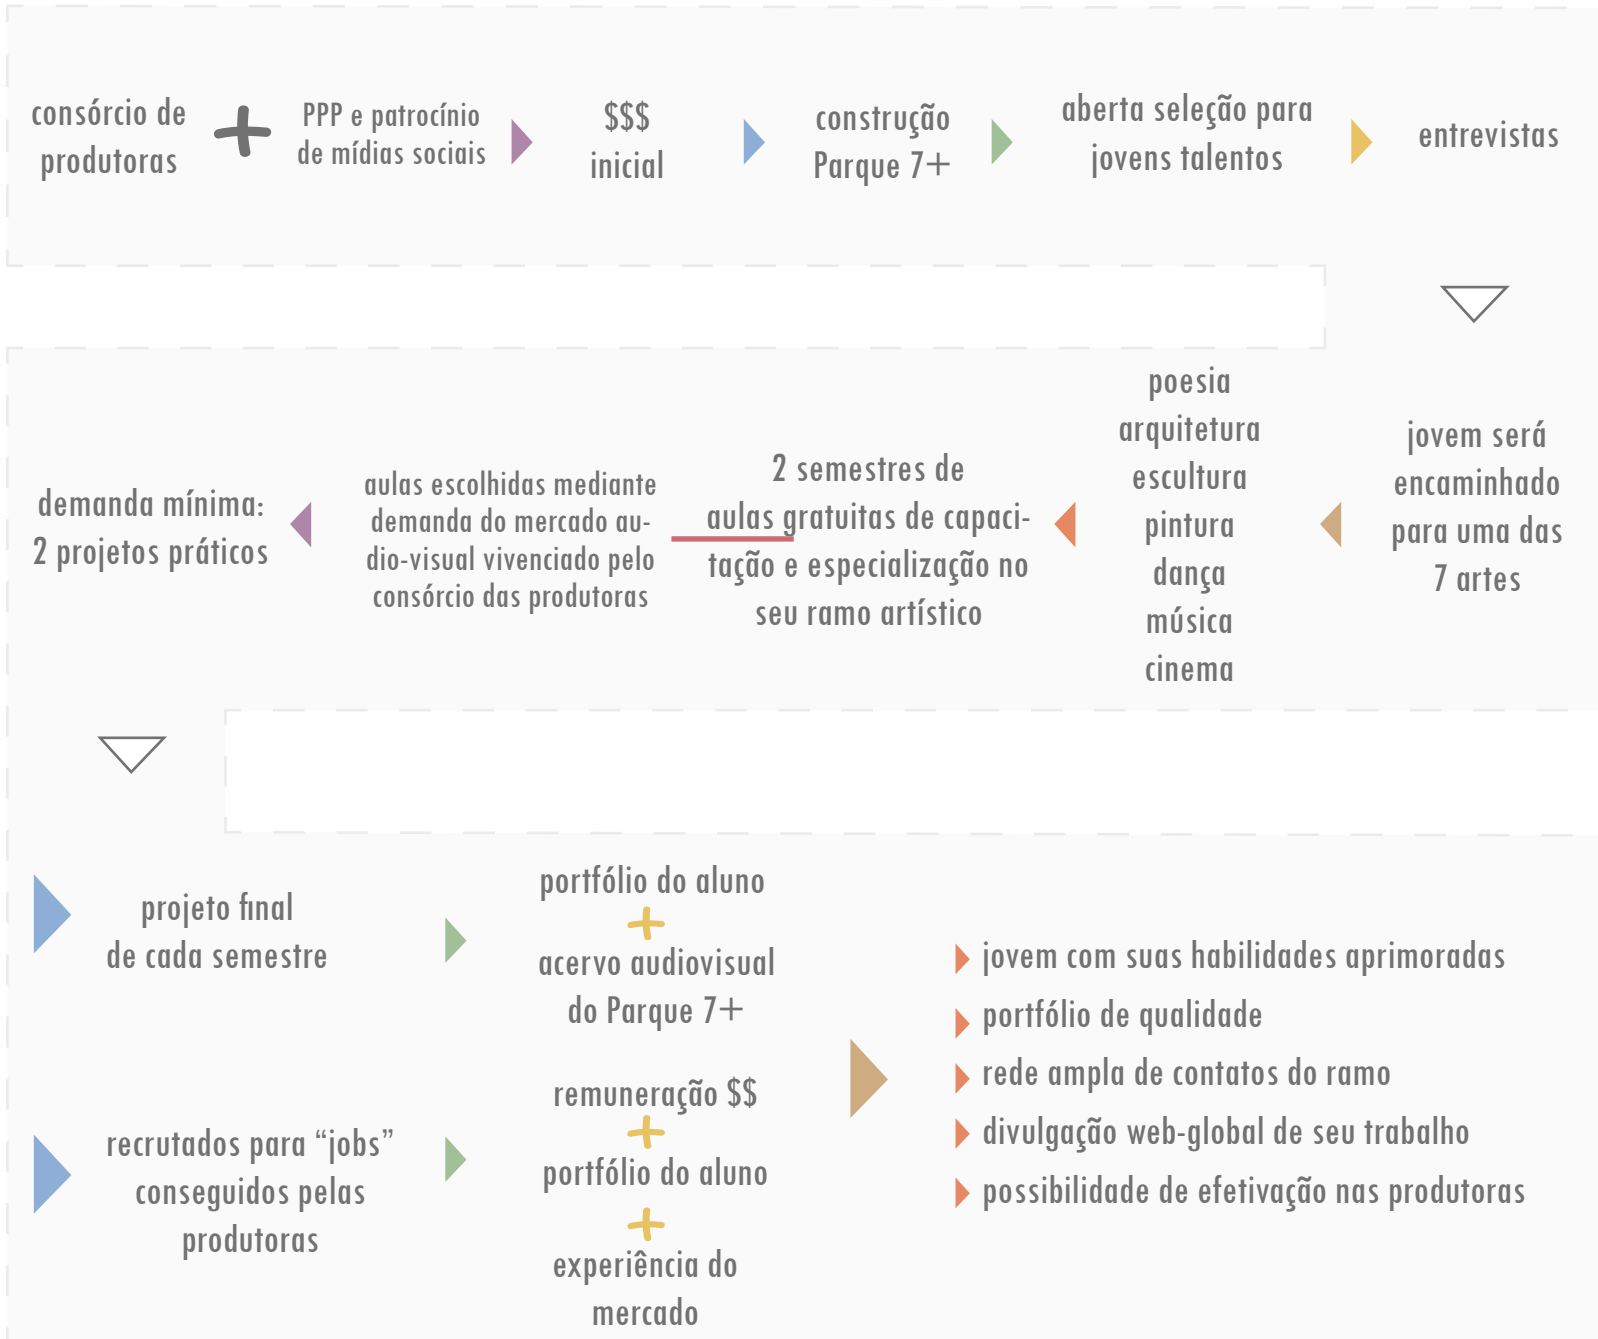 consórcio de
produtoras
PPP e patrocínio
de mídias sociais
$$$
inicial
construção
Parque 7+
aberta seleção para
jovens talentos
entrevistas
jovem será
encaminhado
para uma das
7 artes
poesia
arquitetura
escultura
pintura
dança
música
cinema
2 semestres de
aulas gratuitas de capaci-
tação e especialização no
seu ramo artístico
aulas escolhidas mediante
demanda do mercado au-
dio-visual vivenciado pelo
consórcio das produtoras
demanda mínima:
2 projetos práticos
projeto final
de cada semestre
portfólio do aluno
+
acervo audiovisual
do Parque 7+
recrutados para “jobs”
conseguidos pelas
produtoras
remuneração $$
+
portfólio do aluno
+
experiência do
mercado
jovem com suas habilidades aprimoradas
portfólio de qualidade
rede ampla de contatos do ramo
divulgação web-global de seu trabalho
possibilidade de efetivação nas produtoras